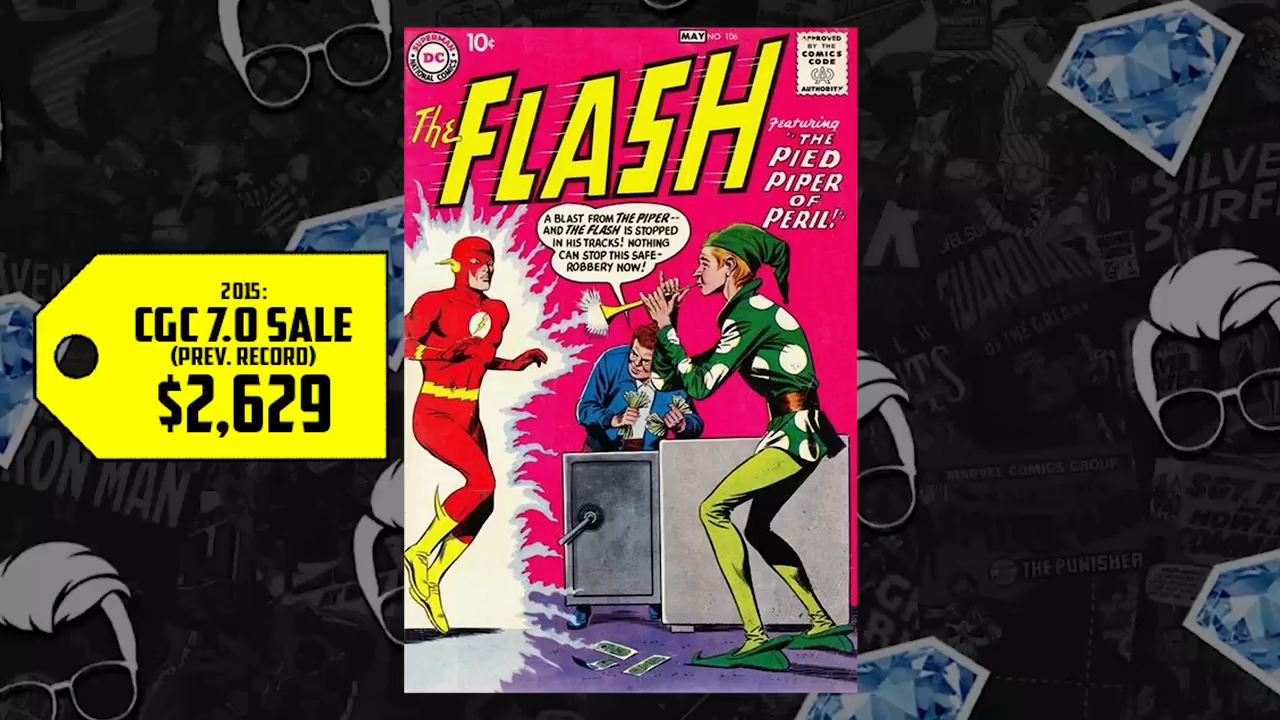 2015:
CGC 7.0 SALE
(PREV. RECORD)
$2,629
SUPERMAN
DC
NATIONAL COMICS
10¢
MAY NO 106
APPROVED
BY THE
COMICS
CODE
AUTHORITY
The FLASH
Featuring
"THE
PIED
PIPER
OF
PERIL!"
A BLAST FROM THE PIPER--
AND THE FLASH IS STOPPED
IN HIS TRACKS! NOTHING
CAN STOP THIS SAFE-
ROBBERY NOW!
IRON MAN
MARVEL COMICS GROUP
THE PUNISHER